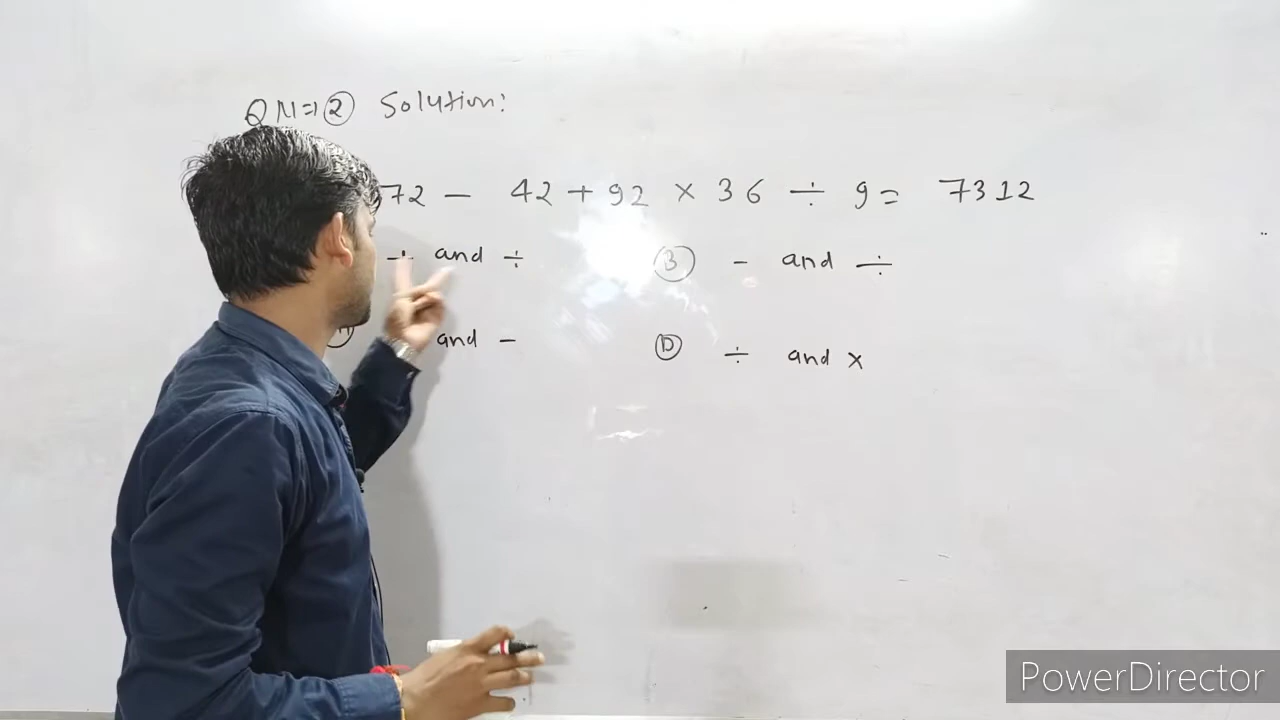 QN=② Solution:
72 - 42 + 92 × 36 ÷ 9 = 7312
+ and ÷ Ⓑ - and ÷
and - Ⓓ ÷ and ×
PowerDirector